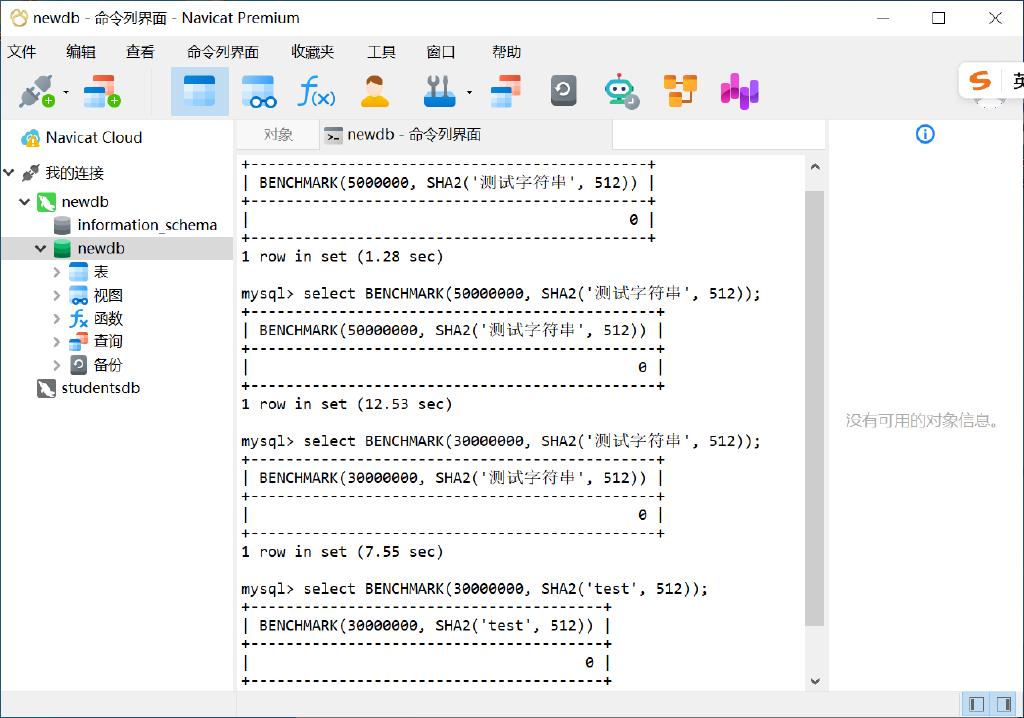 newdb - 命令列界面 - Navicat Premium
文件 编辑 查看 命令列界面 收藏夹 工具 窗口 帮助
f(x)
S 英
Navicat Cloud
我的连接
newdb
information_schema
newdb
表
视图
fx 函数
查询
备份
studentsdb
对象 newdb - 命令列界面
+---------------------------------------------+
| BENCHMARK(5000000, SHA2('测试字符串', 512)) |
+---------------------------------------------+
| 0 |
+---------------------------------------------+
1 row in set (1.28 sec)
mysql> select BENCHMARK(50000000, SHA2('测试字符串', 512));
+----------------------------------------------+
| BENCHMARK(50000000, SHA2('测试字符串', 512)) |
+----------------------------------------------+
| 0 |
+----------------------------------------------+
1 row in set (12.53 sec)
mysql> select BENCHMARK(30000000, SHA2('测试字符串', 512));
+----------------------------------------------+
| BENCHMARK(30000000, SHA2('测试字符串', 512)) |
+----------------------------------------------+
| 0 |
+----------------------------------------------+
1 row in set (7.55 sec)
mysql> select BENCHMARK(30000000, SHA2('test', 512));
+----------------------------------------+
| BENCHMARK(30000000, SHA2('test', 512)) |
+----------------------------------------+
| 0 |
+----------------------------------------+
没有可用的对象信息。